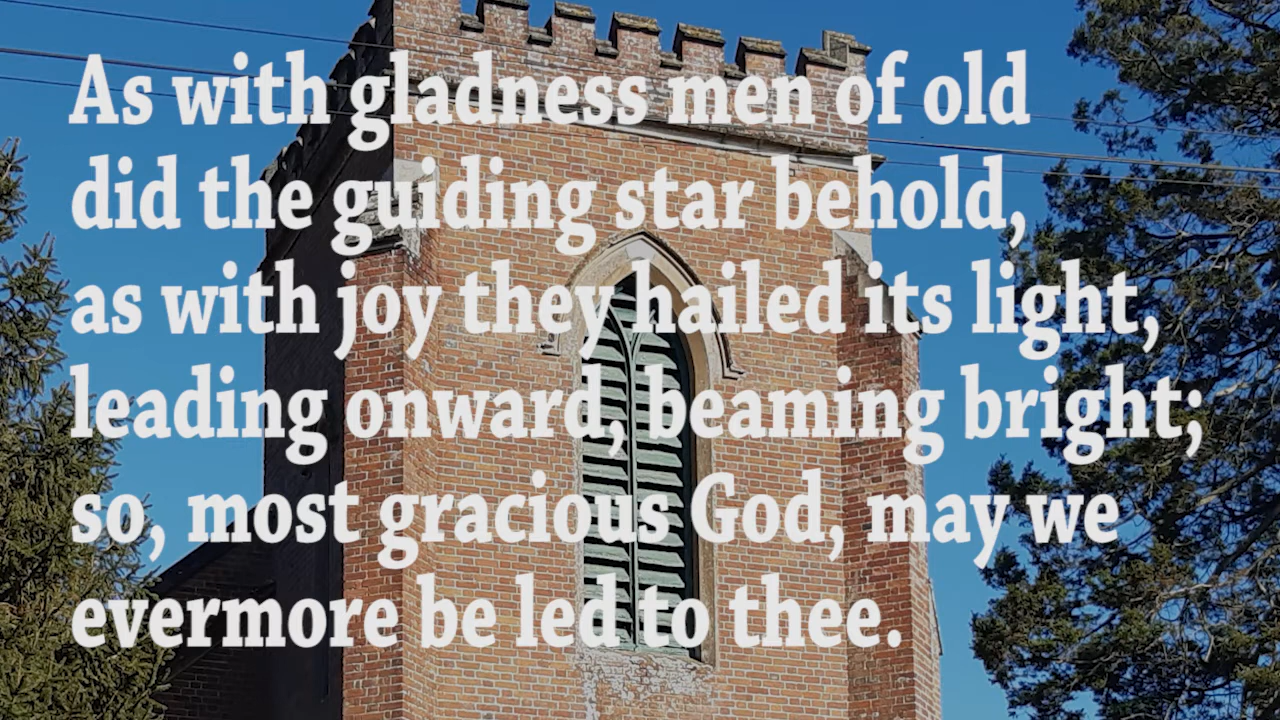 As with gladness men of old
did the guiding star behold,
as with joy they hailed its light,
leading onward, beaming bright;
so, most gracious God, may we
evermore be led to thee.